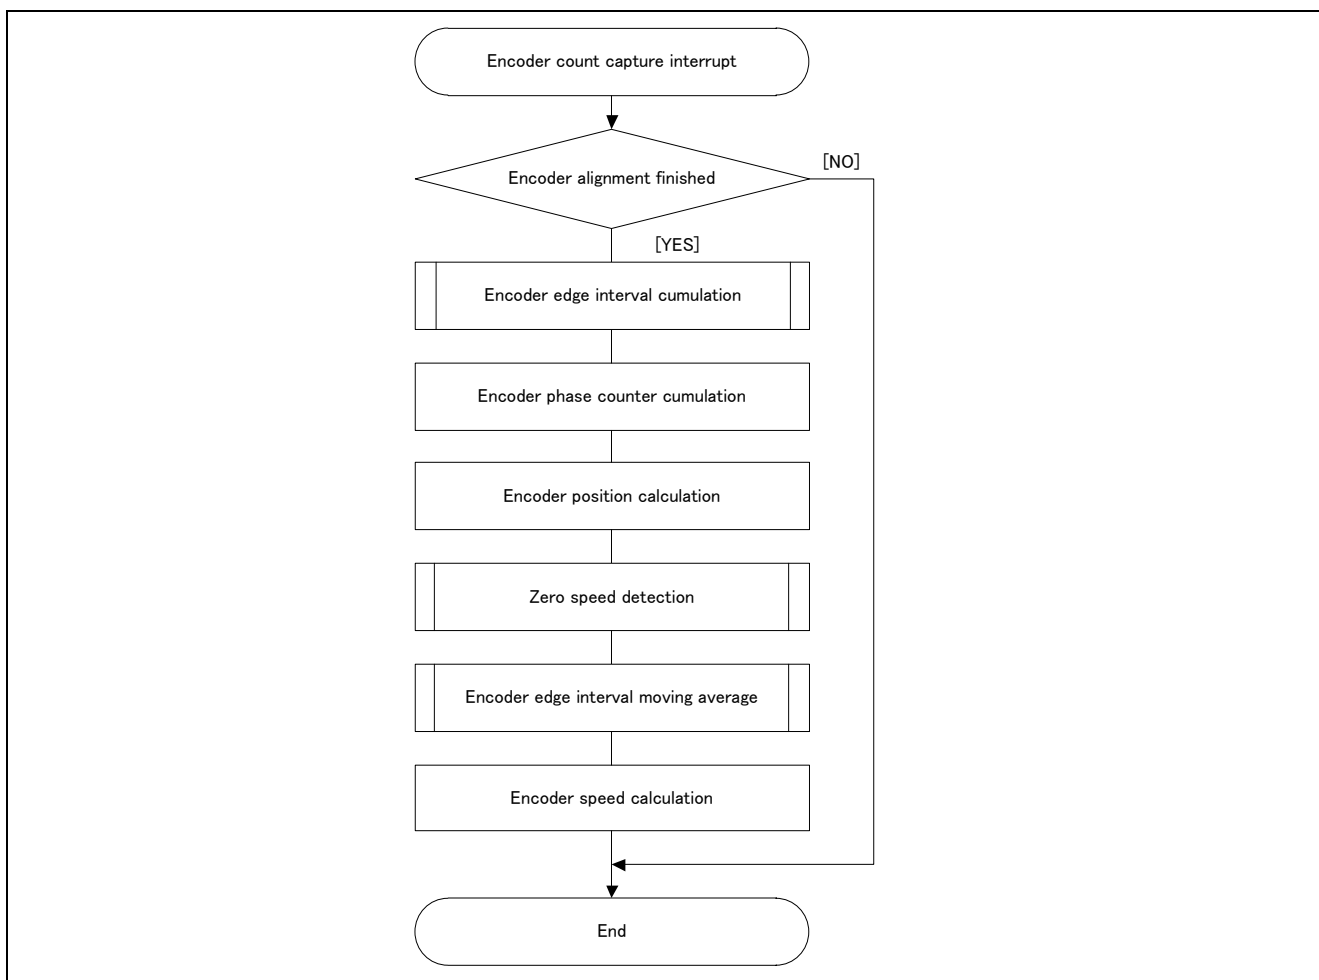 Encoder count capture interrupt
[NO]
Encoder alignment finished
[YES]
Encoder edge interval cumulation
Encoder phase counter cumulation
Encoder position calculation
Zero speed detection
Encoder edge interval moving average
Encoder speed calculation
End